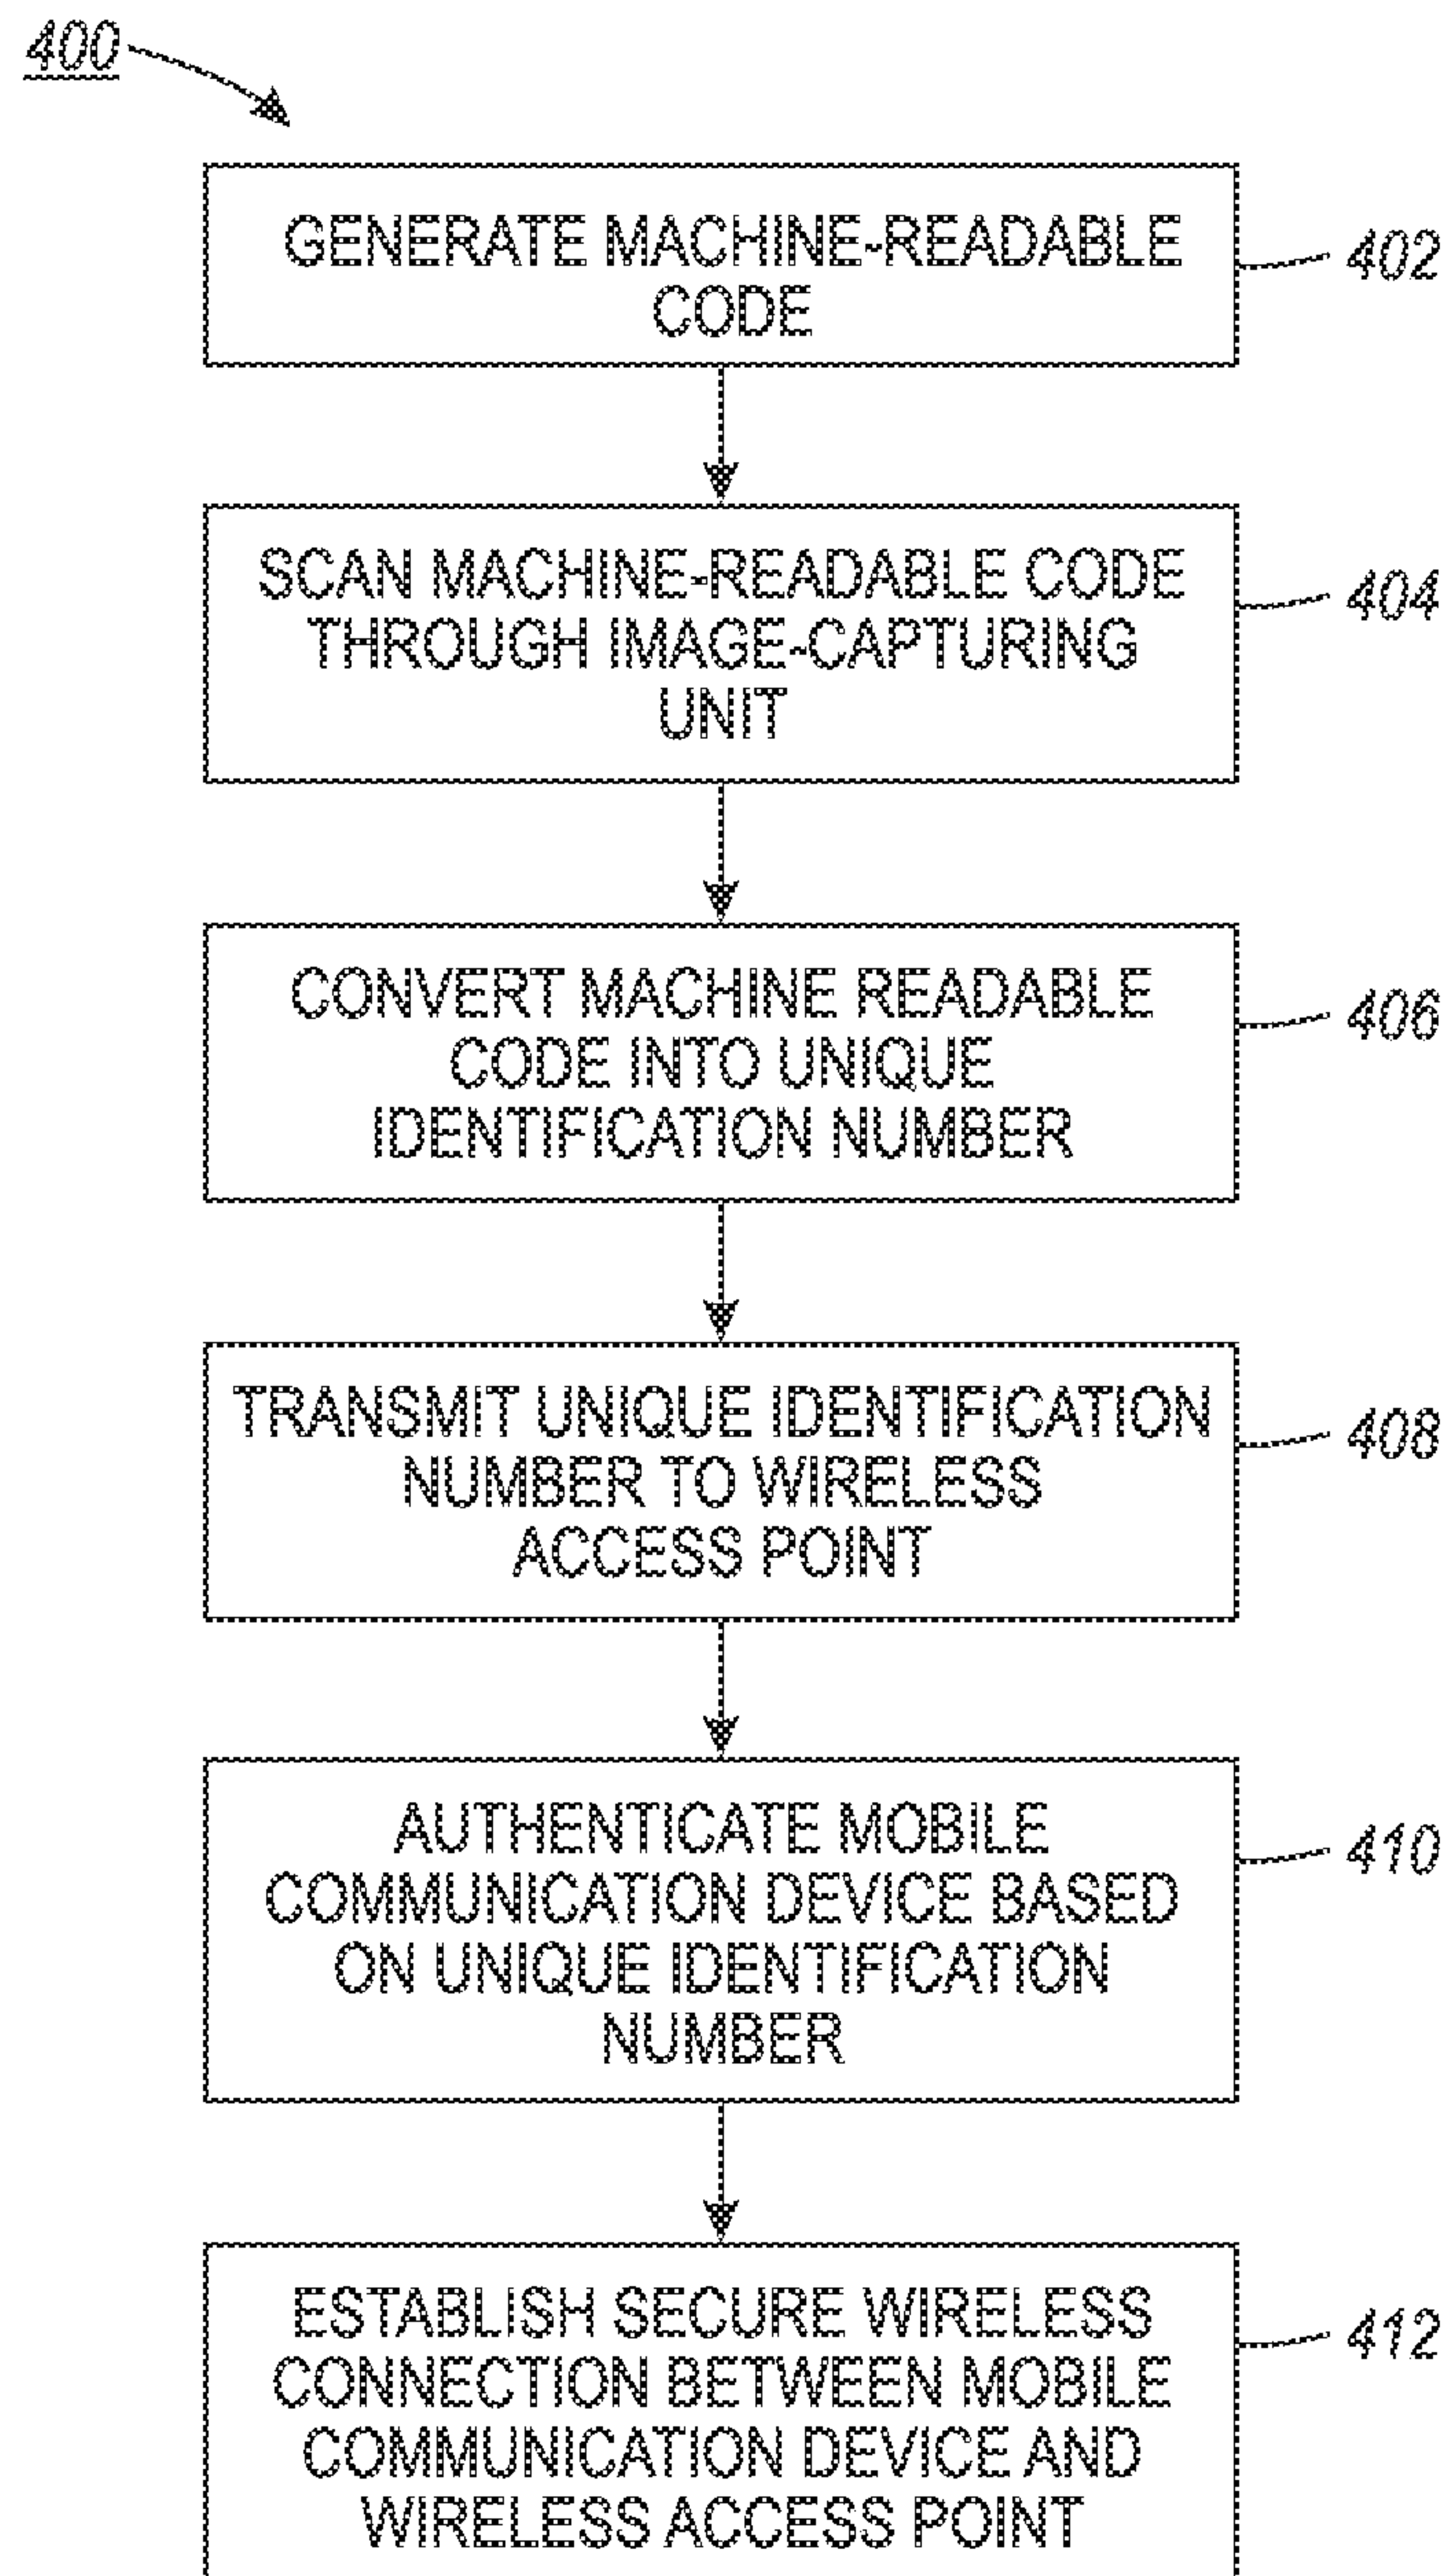 400
GENERATE MACHINE-READABLE
CODE
402
SCAN MACHINE-READABLE CODE
THROUGH IMAGE-CAPTURING
UNIT
404
CONVERT MACHINE READABLE
CODE INTO UNIQUE
IDENTIFICATION NUMBER
406
TRANSMIT UNIQUE IDENTIFICATION
NUMBER TO WIRELESS
ACCESS POINT
408
AUTHENTICATE MOBILE
COMMUNICATION DEVICE BASED
ON UNIQUE IDENTIFICATION
NUMBER
410
ESTABLISH SECURE WIRELESS
CONNECTION BETWEEN MOBILE
COMMUNICATION DEVICE AND
WIRELESS ACCESS POINT
412